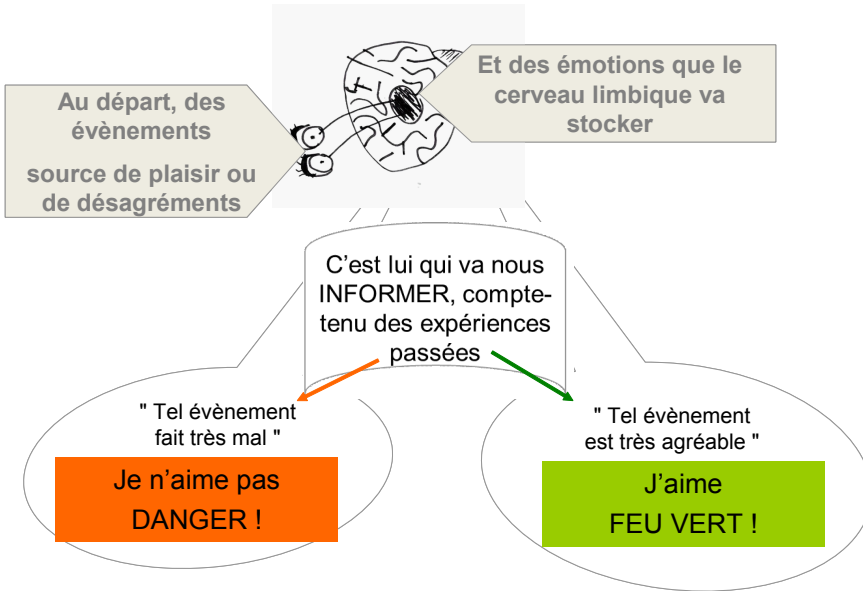 Au départ, des
évènements
source de plaisir ou
de désagréments
Et des émotions que le
cerveau limbique va
stocker
C'est lui qui va nous
INFORMER, compte-
tenu des expériences
passées
" Tel évènement
fait très mal "
Je n'aime pas
DANGER !
" Tel évènement
est très agréable "
J'aime
FEU VERT !